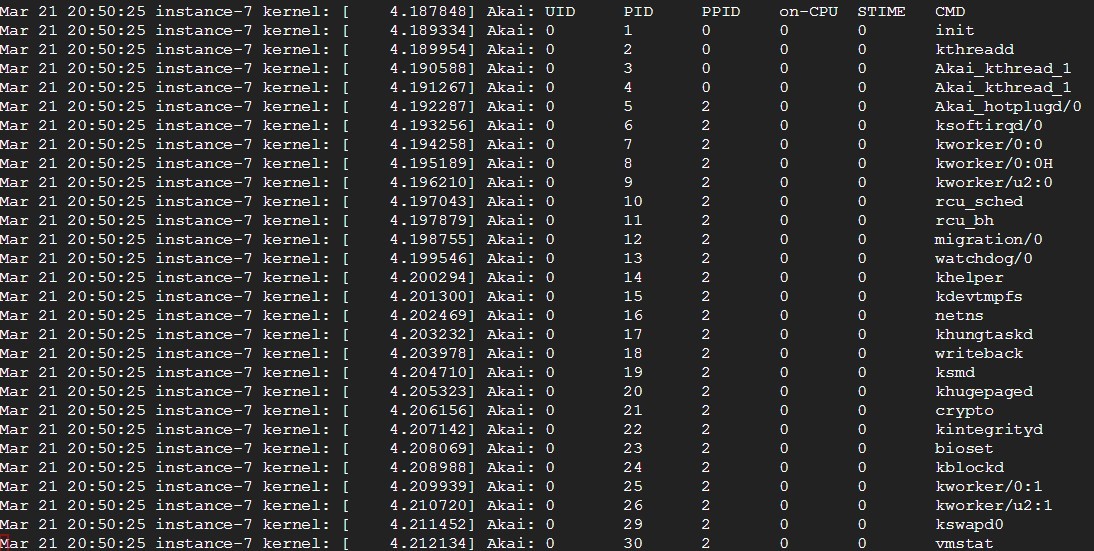 Mar 21 20:50:25 instance-7 kernel: [    4.187848] Akai: UID     PID     PPID    on-CPU  STIME   CMD
Mar 21 20:50:25 instance-7 kernel: [    4.189334] Akai: 0       1       0       0       0       init
Mar 21 20:50:25 instance-7 kernel: [    4.189954] Akai: 0       2       0       0       0       kthreadd
Mar 21 20:50:25 instance-7 kernel: [    4.190588] Akai: 0       3       0       0       0       Akai_kthread_1
Mar 21 20:50:25 instance-7 kernel: [    4.191267] Akai: 0       4       0       0       0       Akai_kthread_1
Mar 21 20:50:25 instance-7 kernel: [    4.192287] Akai: 0       5       2       0       0       Akai_hotplugd/0
Mar 21 20:50:25 instance-7 kernel: [    4.193256] Akai: 0       6       2       0       0       ksoftirqd/0
Mar 21 20:50:25 instance-7 kernel: [    4.194258] Akai: 0       7       2       0       0       kworker/0:0
Mar 21 20:50:25 instance-7 kernel: [    4.195189] Akai: 0       8       2       0       0       kworker/0:0H
Mar 21 20:50:25 instance-7 kernel: [    4.196210] Akai: 0       9       2       0       0       kworker/u2:0
Mar 21 20:50:25 instance-7 kernel: [    4.197043] Akai: 0       10      2       0       0       rcu_sched
Mar 21 20:50:25 instance-7 kernel: [    4.197879] Akai: 0       11      2       0       0       rcu_bh
Mar 21 20:50:25 instance-7 kernel: [    4.198755] Akai: 0       12      2       0       0       migration/0
Mar 21 20:50:25 instance-7 kernel: [    4.199546] Akai: 0       13      2       0       0       watchdog/0
Mar 21 20:50:25 instance-7 kernel: [    4.200294] Akai: 0       14      2       0       0       khelper
Mar 21 20:50:25 instance-7 kernel: [    4.201300] Akai: 0       15      2       0       0       kdevtmpfs
Mar 21 20:50:25 instance-7 kernel: [    4.202469] Akai: 0       16      2       0       0       netns
Mar 21 20:50:25 instance-7 kernel: [    4.203232] Akai: 0       17      2       0       0       khungtaskd
Mar 21 20:50:25 instance-7 kernel: [    4.203978] Akai: 0       18      2       0       0       writeback
Mar 21 20:50:25 instance-7 kernel: [    4.204710] Akai: 0       19      2       0       0       ksmd
Mar 21 20:50:25 instance-7 kernel: [    4.205323] Akai: 0       20      2       0       0       khugepaged
Mar 21 20:50:25 instance-7 kernel: [    4.206156] Akai: 0       21      2       0       0       crypto
Mar 21 20:50:25 instance-7 kernel: [    4.207142] Akai: 0       22      2       0       0       kintegrityd
Mar 21 20:50:25 instance-7 kernel: [    4.208069] Akai: 0       23      2       0       0       bioset
Mar 21 20:50:25 instance-7 kernel: [    4.208988] Akai: 0       24      2       0       0       kblockd
Mar 21 20:50:25 instance-7 kernel: [    4.209939] Akai: 0       25      2       0       0       kworker/0:1
Mar 21 20:50:25 instance-7 kernel: [    4.210720] Akai: 0       26      2       0       0       kworker/u2:1
Mar 21 20:50:25 instance-7 kernel: [    4.211452] Akai: 0       29      2       0       0       kswapd0
Mar 21 20:50:25 instance-7 kernel: [    4.212134] Akai: 0       30      2       0       0       vmstat